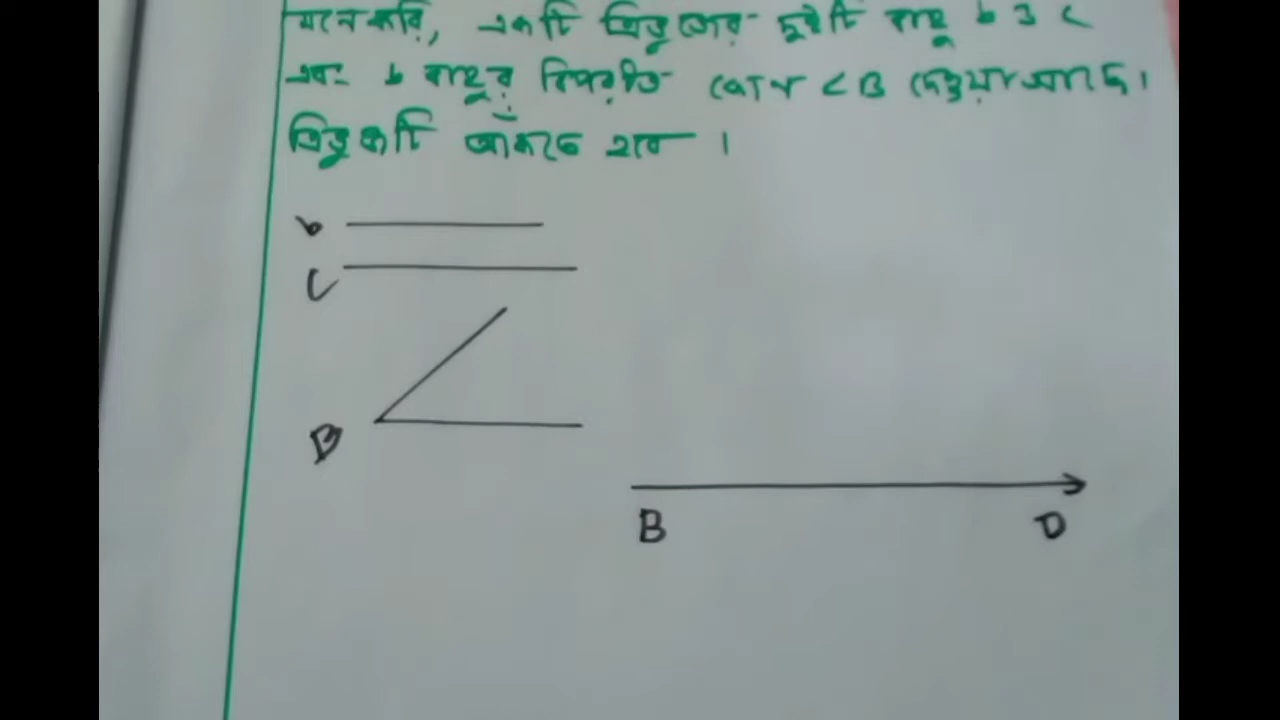 মনে করি, একটি ত্রিভুজের দুইটি বাহু b ও c
এবং b বাহুর বিপরীত কোণ ∠B দেওয়া আছে।
ত্রিভুজটি আঁকতে হবে।
b
C
B
B D